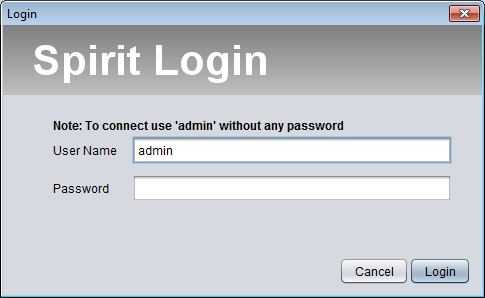 Login
Spirit Login
Note: To connect use 'admin' without any password
User Name admin
Password
Cancel Login